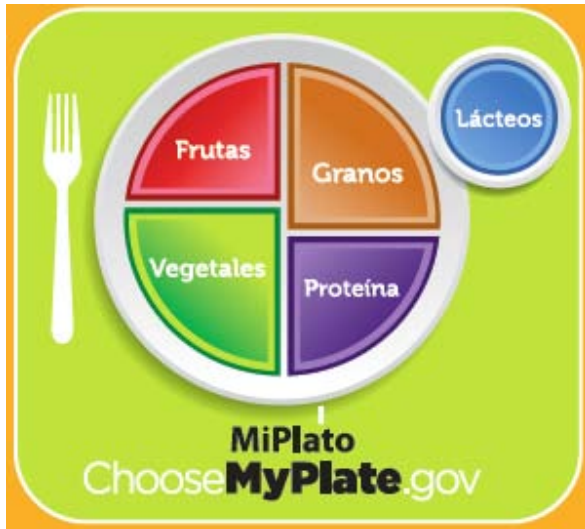 Frutas
Granos
Lácteos
Vegetales
Proteína
MiPlato
ChooseMyPlate.gov